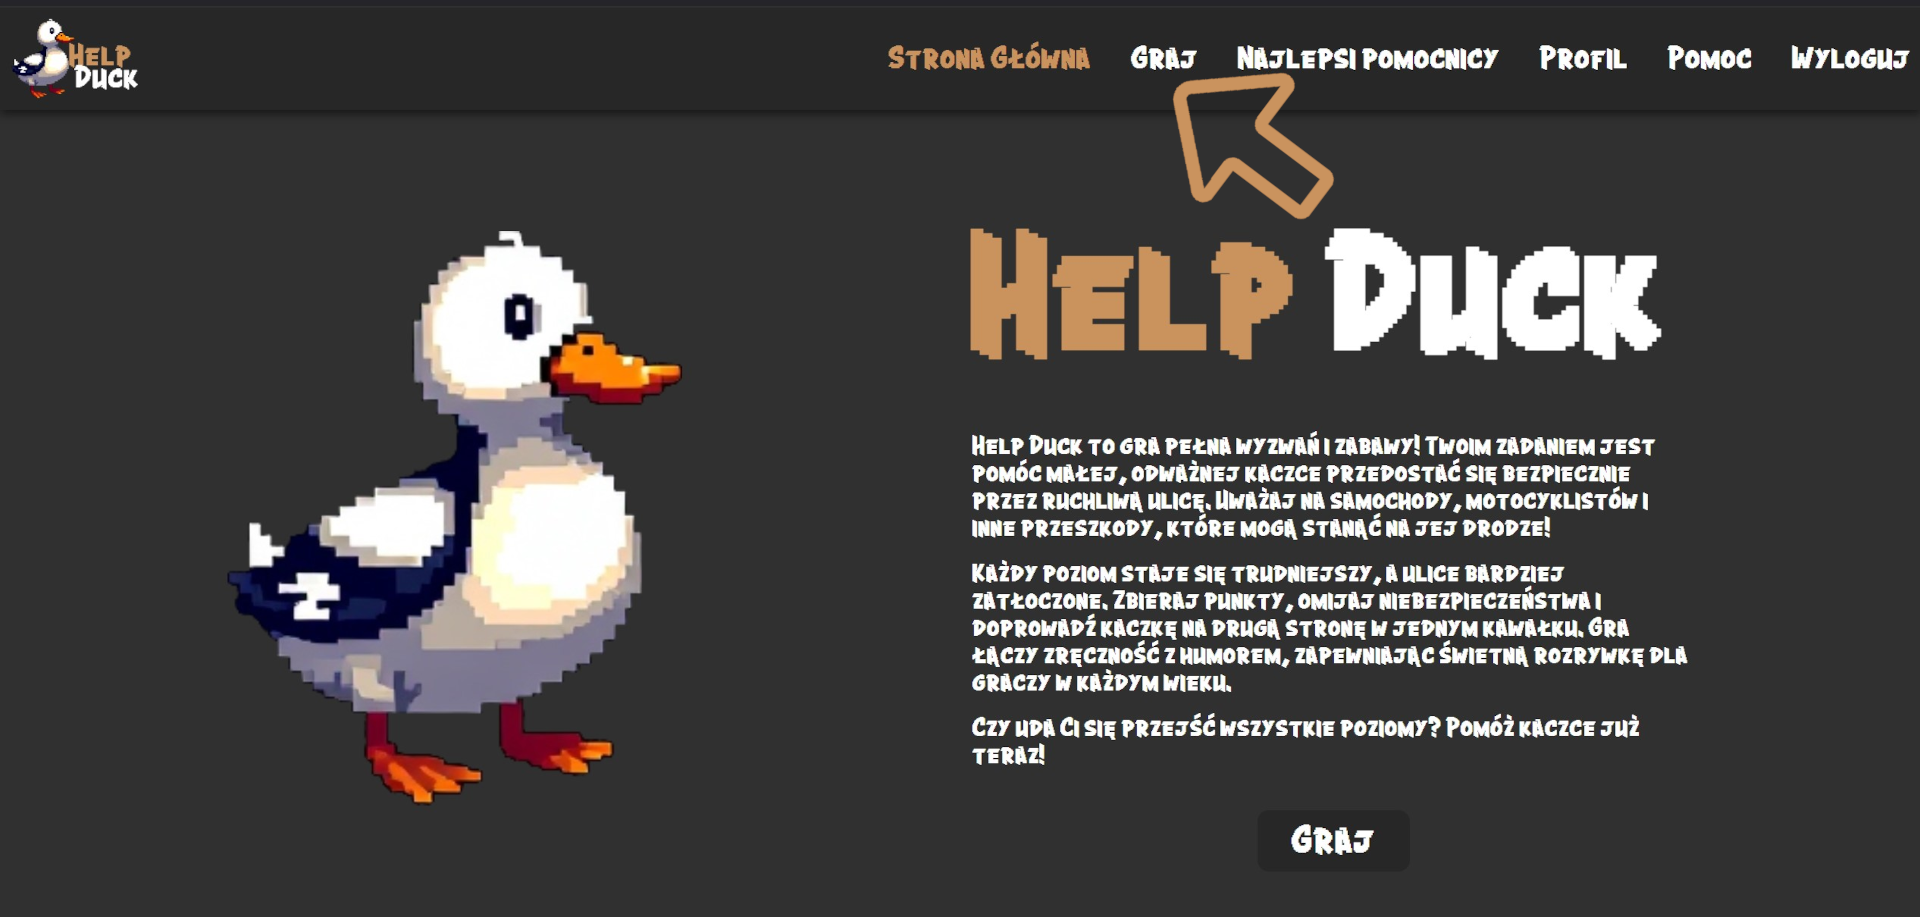 Help
Duck
Strona Główna Graj Najlepsi pomocnicy Profil Pomoc Wyloguj
Help Duck
Help Duck to gra pełna wyzwań i zabawy! Twoim zadaniem jest
pomóc małej, odważnej kaczce przedostać się bezpiecznie
przez ruchliwą ulicę. Uważaj na samochody, motocyklistów i
inne przeszkody, które mogą stanąć na jej drodze!
Każdy poziom staje się trudniejszy, a ulice bardziej
zatłoczone. Zbieraj punkty, omijaj niebezpieczeństwa i
doprowadź kaczkę na drugą stronę w jednym kawałku. Gra
łączy zręczność z humorem, zapewniając świetną rozrywkę dla
graczy w każdym wieku.
Czy uda Ci się przejść wszystkie poziomy? Pomóż kaczce już
teraz!
Graj